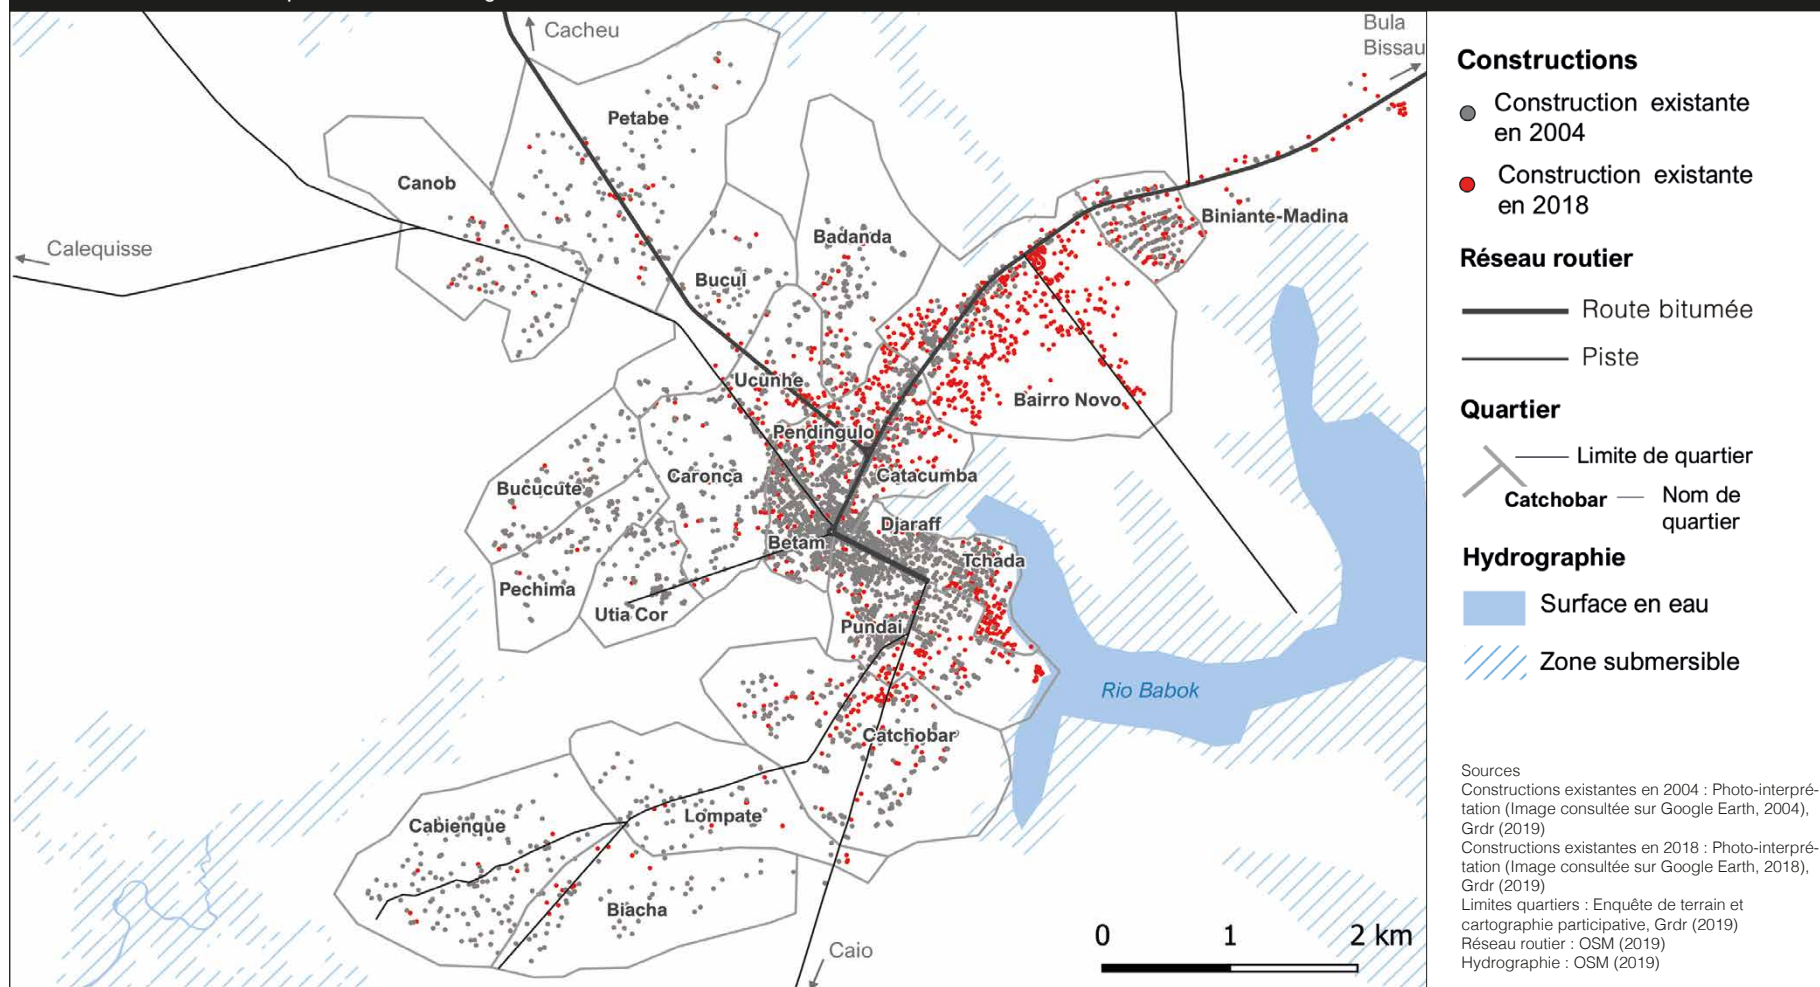 Cacheu
Bula
Bissau
Petabe
Canob
Biniante-Madina
Calequisse
Badanda
Bucul
Ucunhe
Bairro Novo
Pendingulo
Caronca
Catacumba
Bucucute
Djaraff
Betam
Tchada
Pechima
Utia Cor
Pundai
Rio Babok
Catchobar
Lompate
Cabienque
Biacha
Caio
0 1 2 km
Constructions
Construction existante
en 2004
Construction existante
en 2018
Réseau routier
Route bitumée
Piste
Quartier
Limite de quartier
Catchobar
Nom de
quartier
Hydrographie
Surface en eau
Zone submersible
Sources
Constructions existantes en 2004 : Photo-interpré-
tation (Image consultée sur Google Earth, 2004),
Grdr (2019)
Constructions existantes en 2018 : Photo-interpré-
tation (Image consultée sur Google Earth, 2018),
Grdr (2019)
Limites quartiers : Enquête de terrain et
cartographie participative, Grdr (2019)
Réseau routier : OSM (2019)
Hydrographie : OSM (2019)